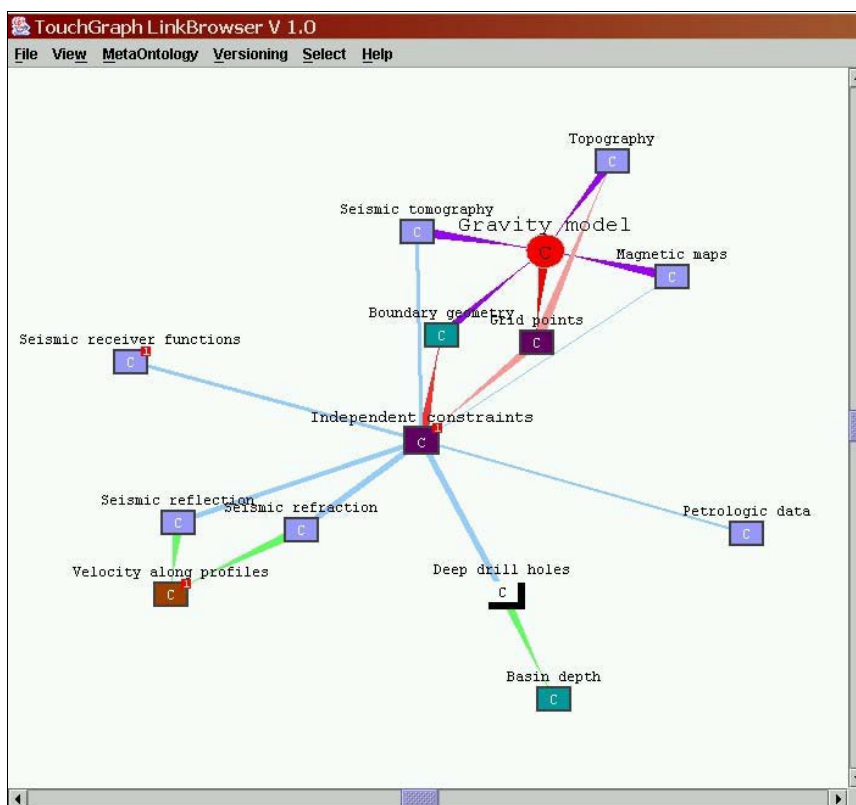 TouchGraph LinkBrowser V 1.0
File View MetaOntology Versioning Select Help
Topography
C
Seismic tomography
C
Gravity model
C
Magnetic maps
C
Boundary geometry
C
Grid points
C
Seismic receiver functions
1
C
Independent constraints
1
C
Seismic reflection
C
Seismic refraction
C
Petrologic data
C
Velocity along profiles
1
C
Deep drill holes
C
Basin depth
C